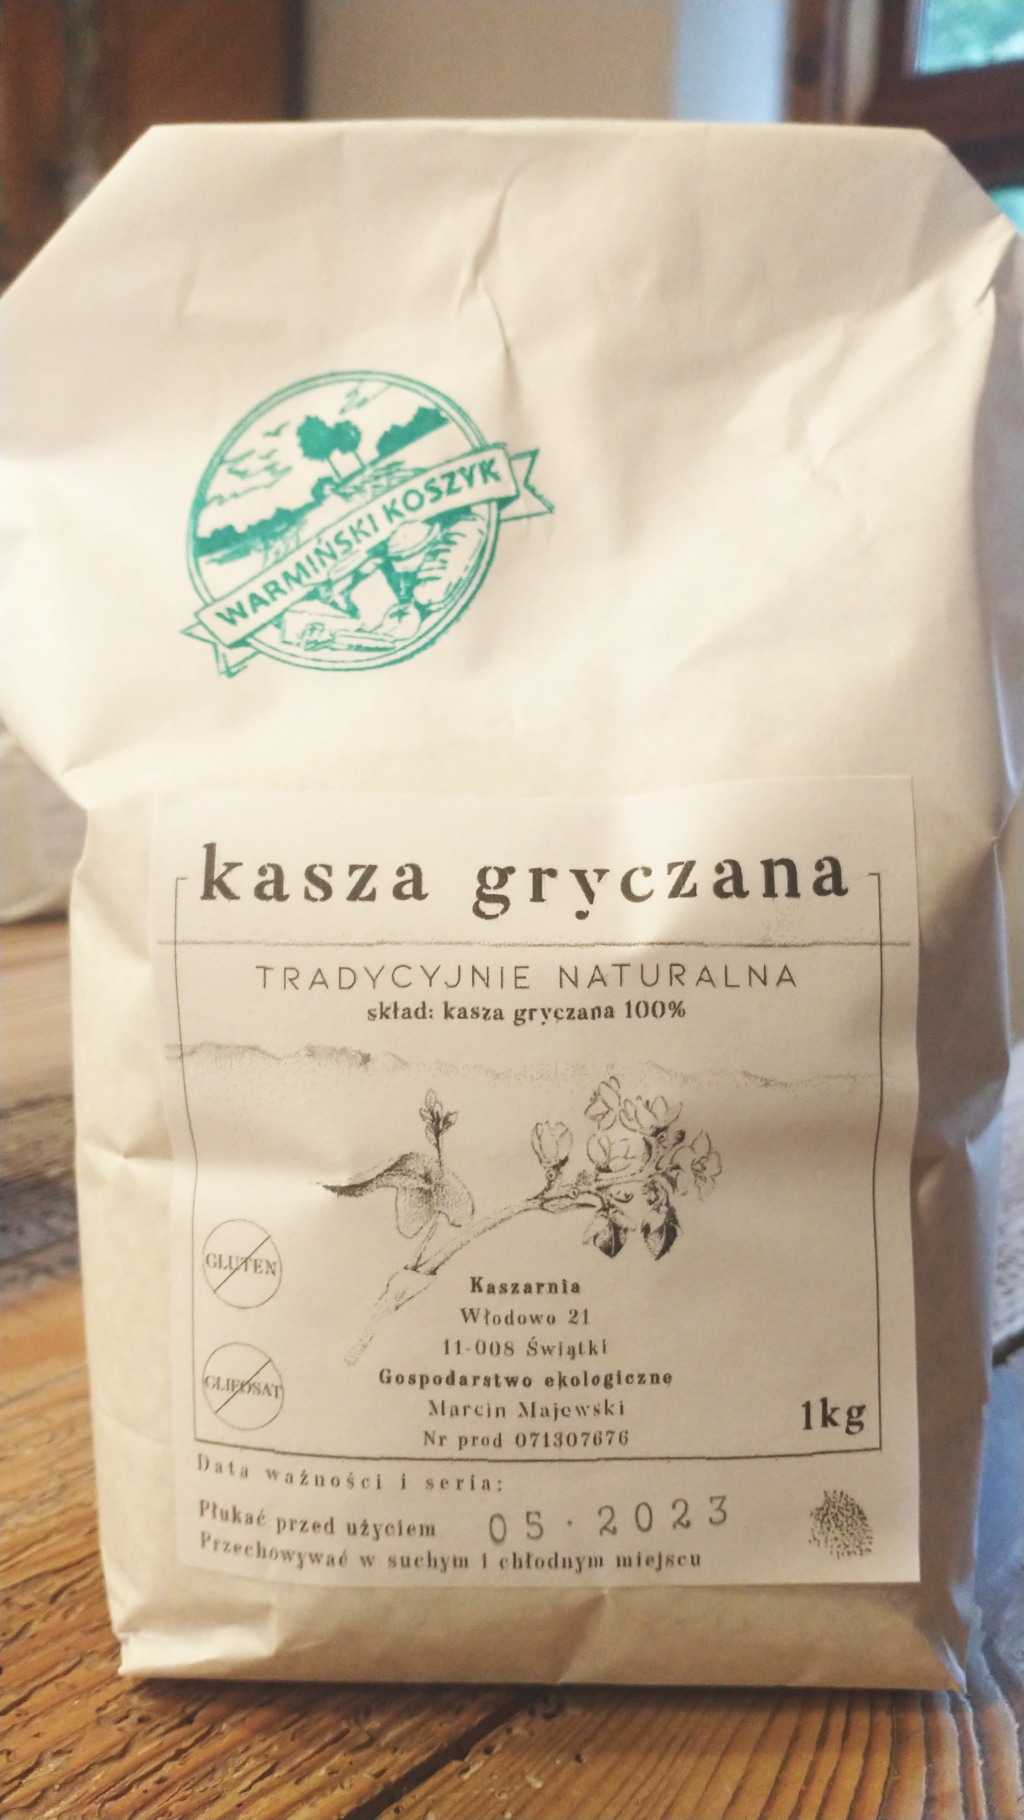 WARMIŃSKI KOSZYK
kasza gryczana
TRADYCYJNIE NATURALNA
skład: kasza gryczana 100%
GLUTEN
GLIFOSAT
Kaszarnia
Włodowo 21
11-008 Świątki
Gospodarstwo ekologiczne
Marcin Majewski
Nr prod 071307676
1kg
Data ważności i seria:
Płukać przed użyciem 05·2023
Przechowywać w suchym i chłodnym miejscu